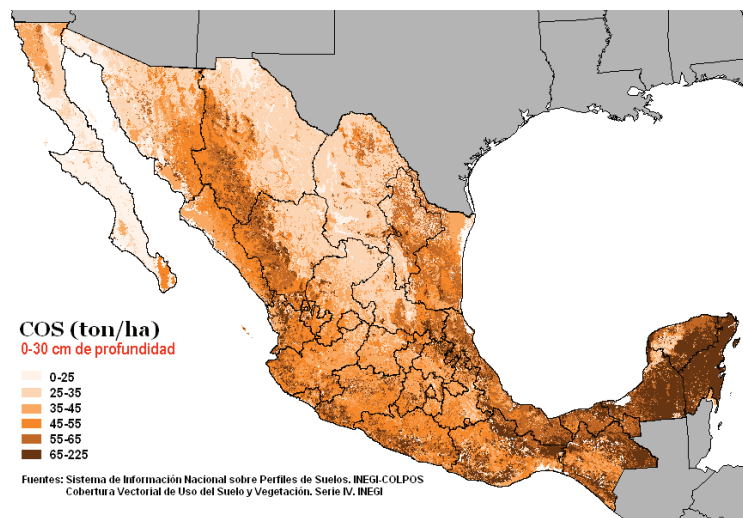 COS (ton/ha)
0-30 cm de profundidad
0-25
25-35
35-45
45-55
55-65
65-225
Fuentes: Sistema de Información Nacional sobre Perfiles de Suelos. INEGI-COLPOS
Cobertura Vectorial de Uso del Suelo y Vegetación. Serie IV. INEGI